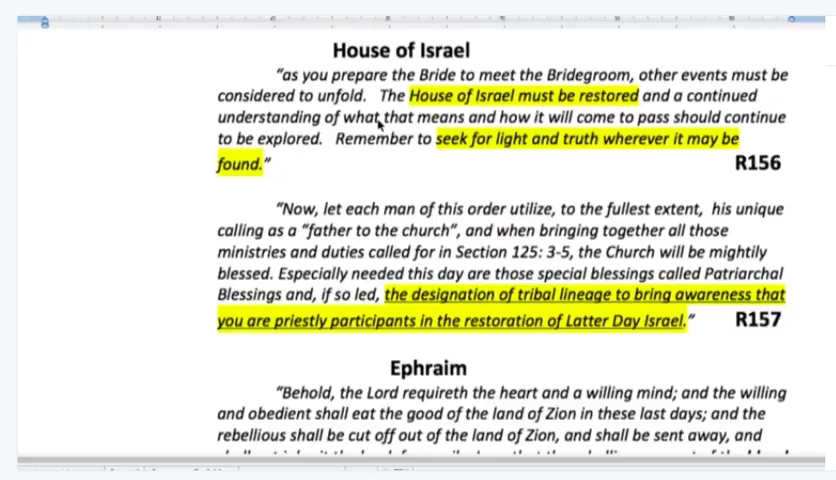 House of Israel
"as you prepare the Bride to meet the Bridegroom, other events must be
considered to unfold. The House of Israel must be restored and a continued
understanding of what that means and how it will come to pass should continue
to be explored. Remember to seek for light and truth wherever it may be
found." R156
"Now, let each man of this order utilize, to the fullest extent, his unique
calling as a "father to the church", and when bringing together all those
ministries and duties called for in Section 125: 3-5, the Church will be mightily
blessed. Especially needed this day are those special blessings called Patriarchal
Blessings and, if so led, the designation of tribal lineage to bring awareness that
you are priestly participants in the restoration of Latter Day Israel." R157
Ephraim
"Behold, the Lord requireth the heart and a willing mind; and the willing
and obedient shall eat the good of the land of Zion in these last days; and the
rebellious shall be cut off out of the land of Zion, and shall be sent away, and